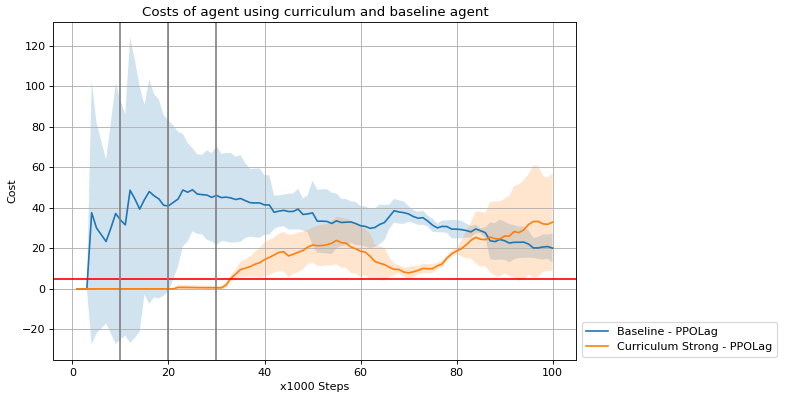 Costs of agent using curriculum and baseline agent
Cost
120
100
80
60
40
20
0
−20
0 20 40 60 80 100
x1000 Steps
Baseline - PPOLag
Curriculum Strong - PPOLag